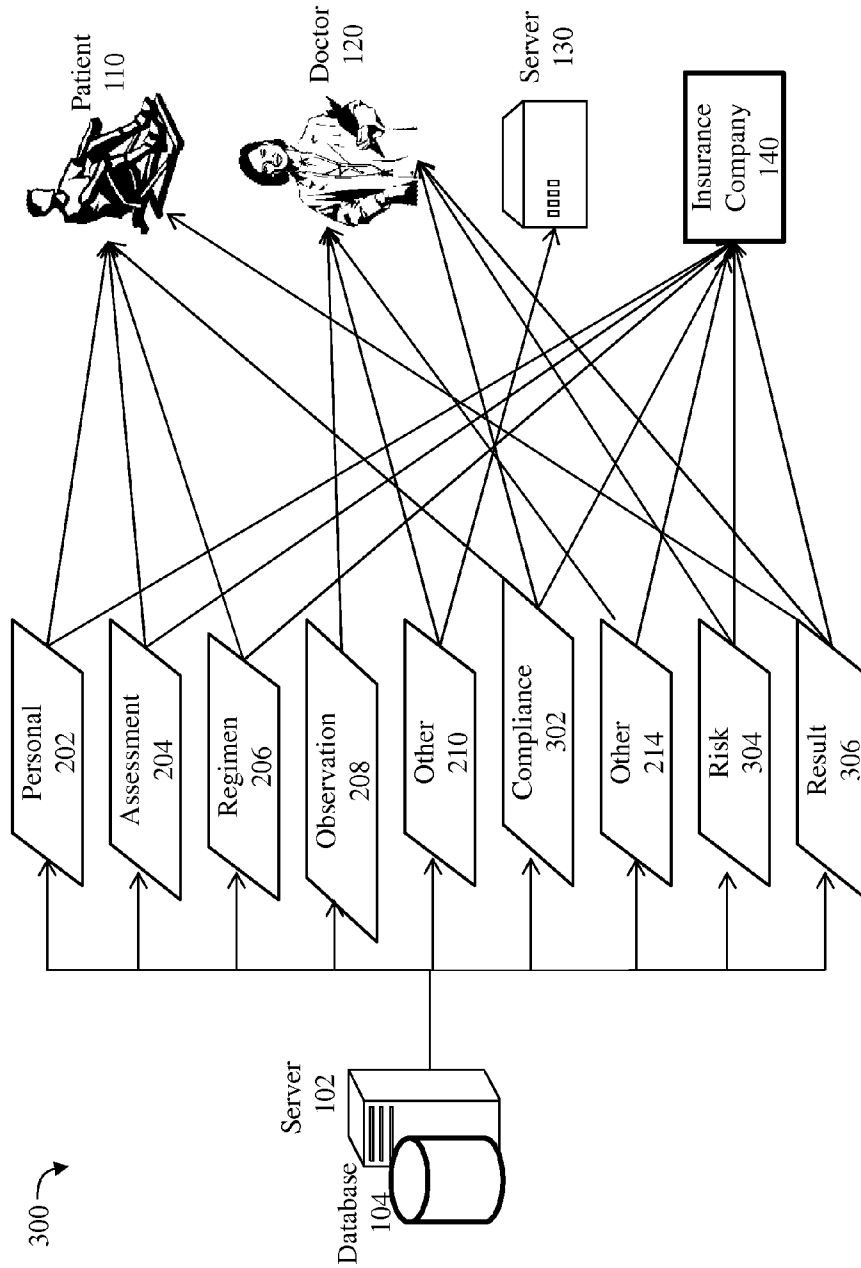 300
Database
104
Server
102
Personal
202
Assessment
204
Regimen
206
Observation
208
Other
210
Compliance
302
Other
214
Risk
304
Result
306
Patient
110
Doctor
120
Server
130
Insurance
Company
140